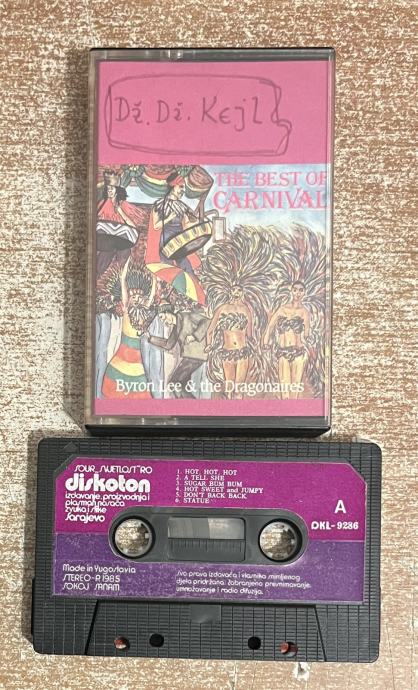 Dž. Dž. Kejl
THE BEST OF
CARNIVAL
Byron Lee & the Dragonaires
SOUR „SVJETLOST“RO
diskoton
izdavanje, proizvodnja i
plasman nosača
zvuka i slike
Sarajevo
1. HOT, HOT, HOT
2. A TELL SHE
3. SUGAR BUM BUM
4. HOT SWEET and JUMPY
5. DON'T BACK BACK
6. STATUE
A
DKL-9286
Made in Yugoslavia
STEREO-P.1985
SOKOJ SANAM
Sva prava izdavača i vlasnika snimljenog
djela pridržana. Zabranjeno presnimavanje,
umnožavanje i radio difuzija.